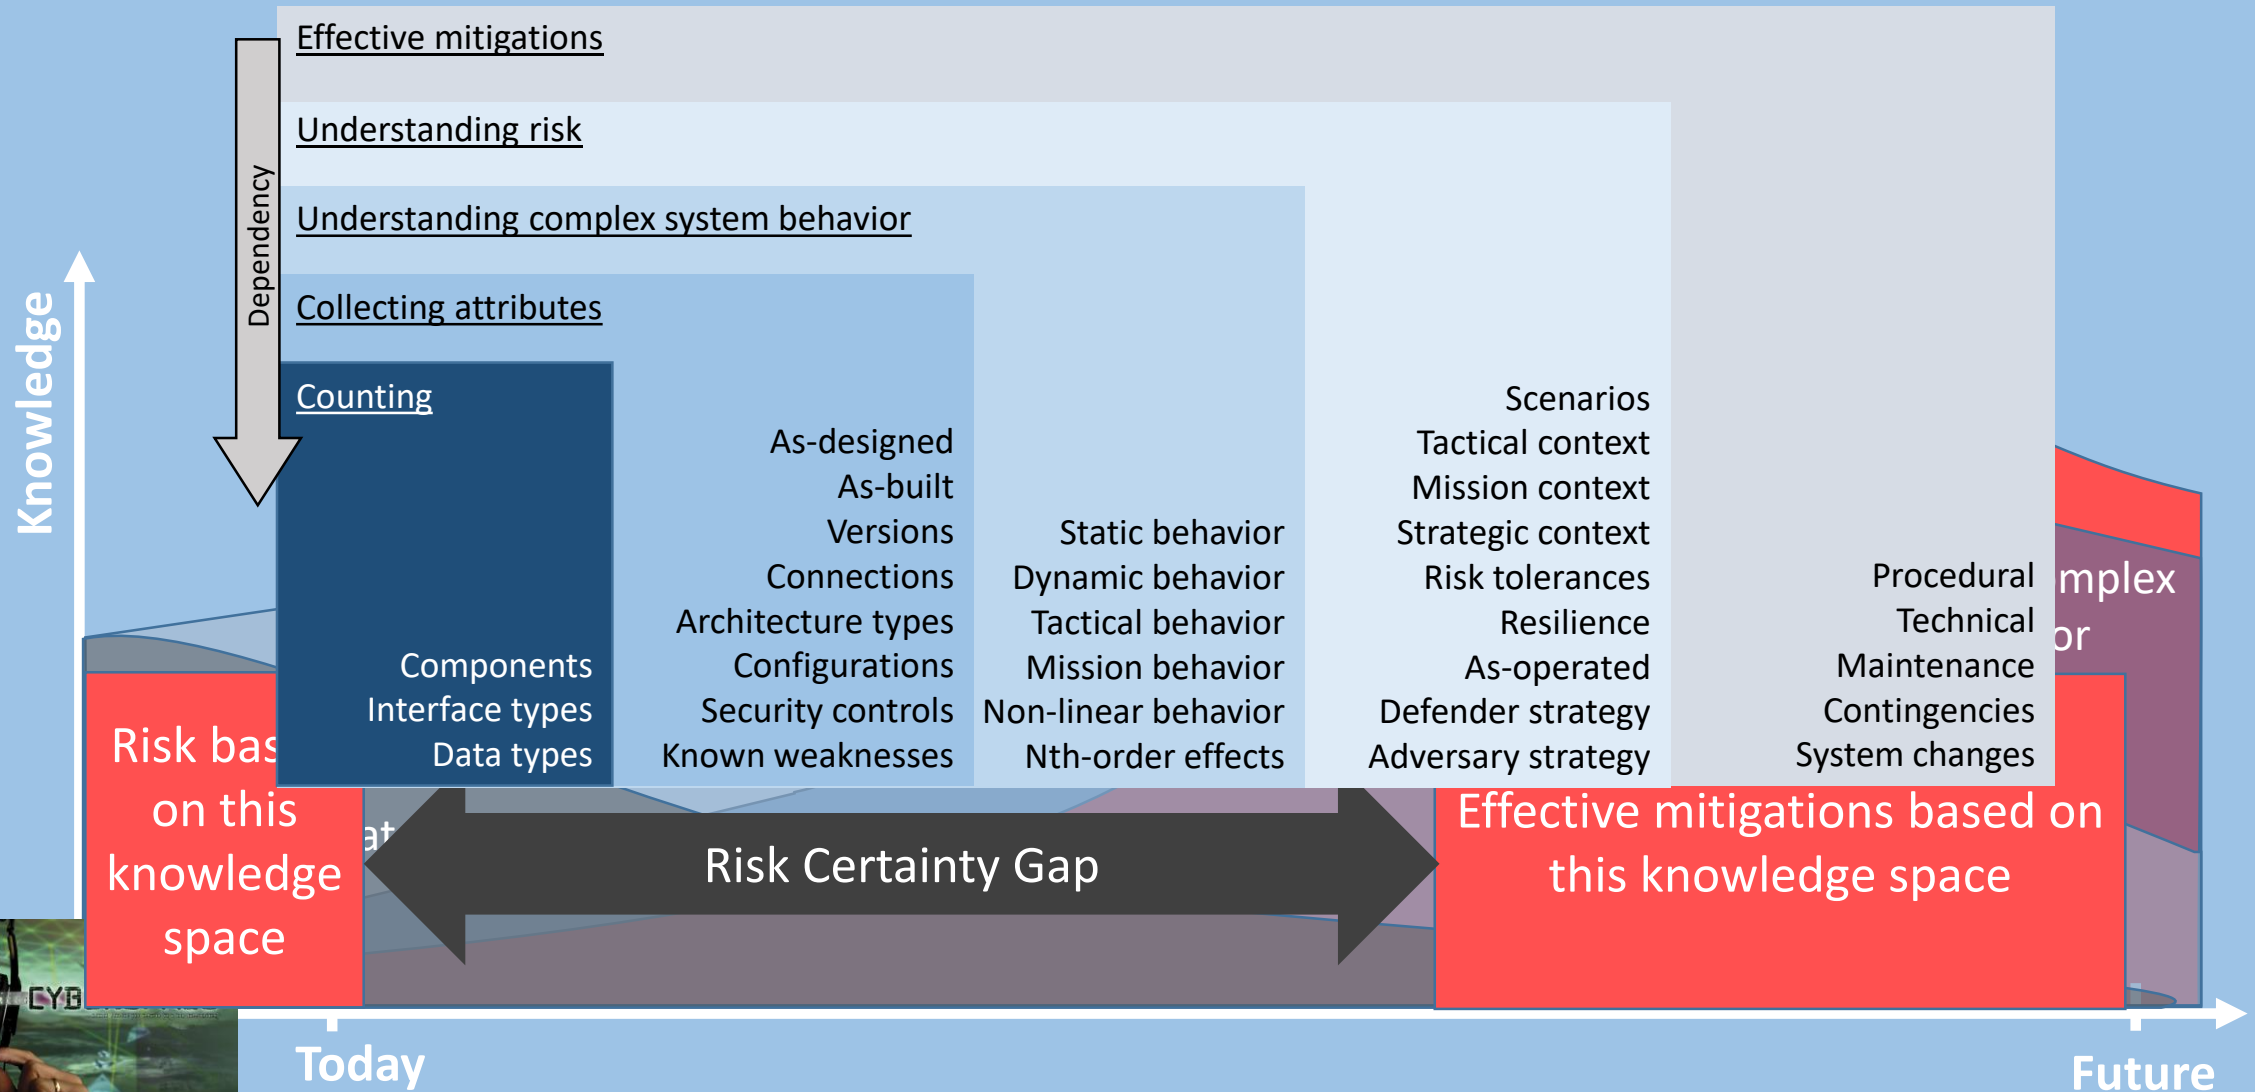 Effective mitigations
Understanding risk
Understanding complex system behavior
Collecting attributes
Counting
Dependency
Knowledge
Components
Interface types
Data types
As-designed
As-built
Versions
Connections
Architecture types
Configurations
Security controls
Known weaknesses
Static behavior
Dynamic behavior
Tactical behavior
Mission behavior
Non-linear behavior
Nth-order effects
Scenarios
Tactical context
Mission context
Strategic context
Risk tolerances
Resilience
As-operated
Defender strategy
Adversary strategy
Procedural
Technical
Maintenance
Contingencies
System changes
mplex
or
Risk bas
on this
knowledge
space
at
Risk Certainty Gap
Effective mitigations based on
this knowledge space
CYB
Today
Future